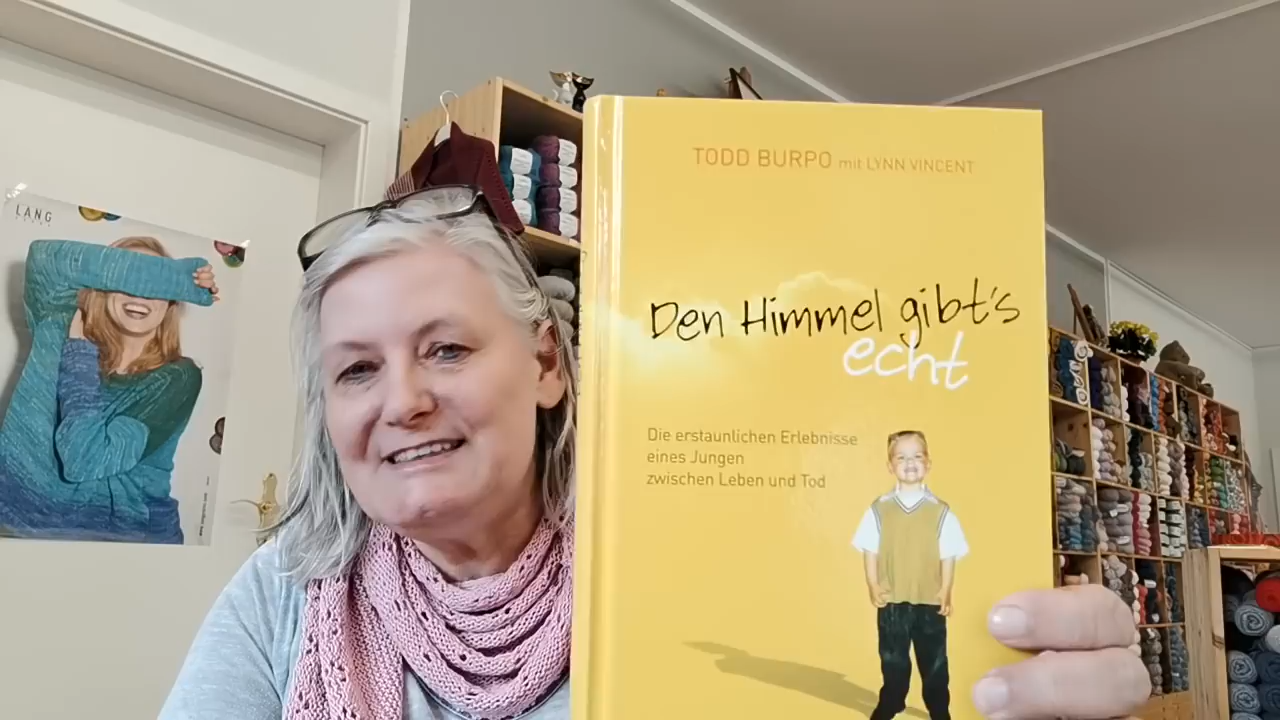 LANG
TODD BURPO mit LYNN VINCENT
Den Himmel gibt's
echt
Die erstaunlichen Erlebnisse
eines Jungen
zwischen Leben und Tod